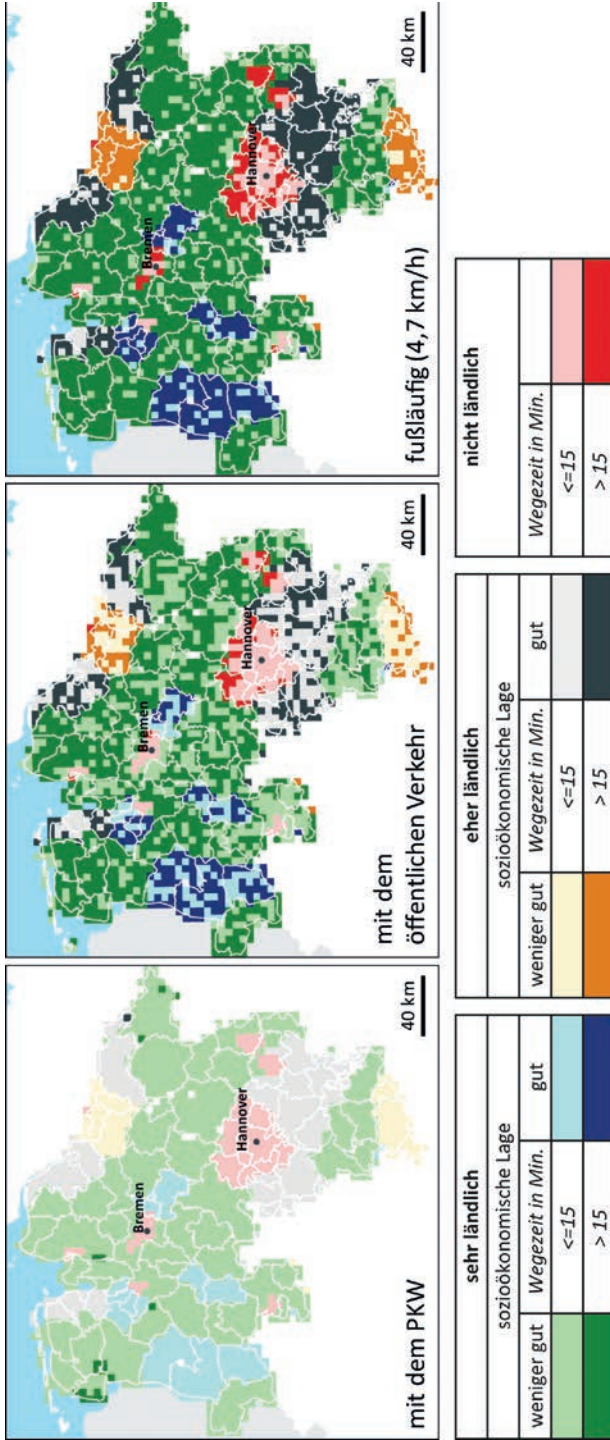 mit dem PKW
Bremen
Hannover
40 km
mit dem
öffentlichen Verkehr
Bremen
Hannover
40 km
fußläufig (4,7 km/h)
Bremen
Hannover
40 km
sehr ländlich
sozioökonomische Lage
weniger gut Wegezeit in Min. gut
<=15
> 15
eher ländlich
sozioökonomische Lage
weniger gut Wegezeit in Min. gut
<=15
> 15
nicht ländlich
Wegezeit in Min.
<=15
> 15